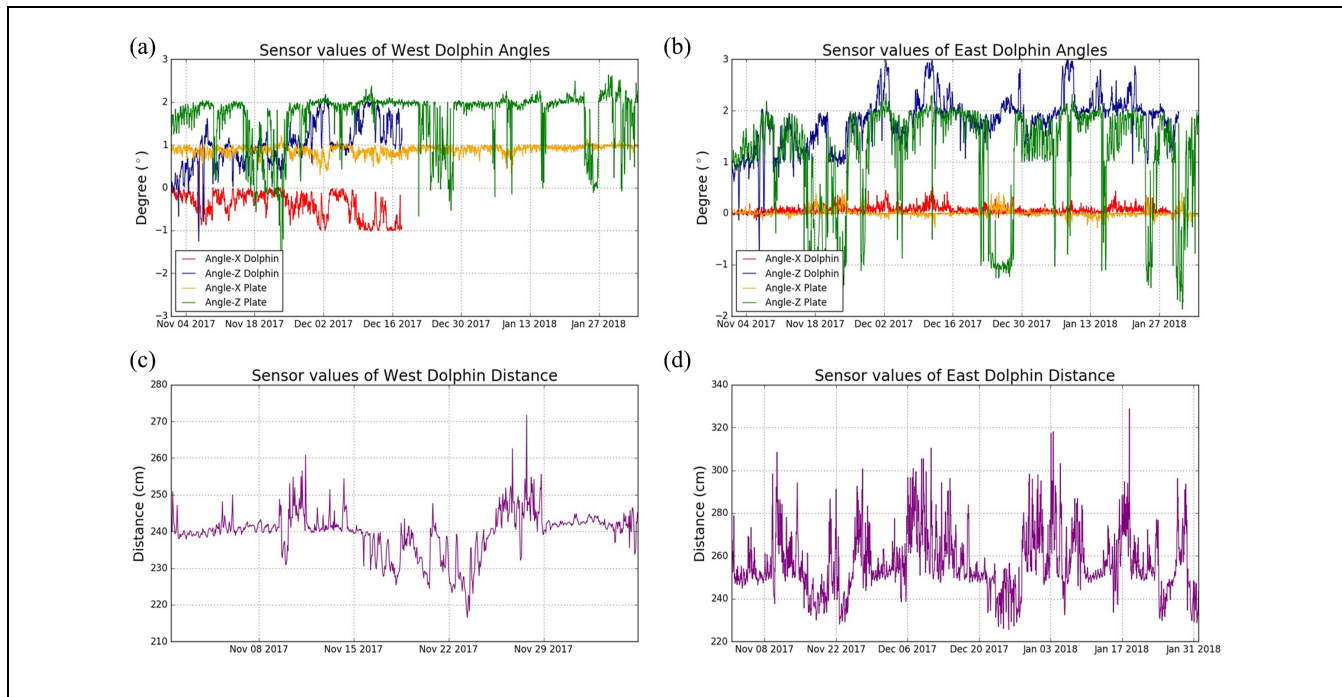 (a)
Sensor values of West Dolphin Angles
3
2
1
0
−1
−2
−3
Degree (°)
Angle-X Dolphin
Angle-Z Dolphin
Angle-X Plate
Angle-Z Plate
Nov 04 2017 Nov 18 2017 Dec 02 2017 Dec 16 2017 Dec 30 2017 Jan 13 2018 Jan 27 2018
(b)
Sensor values of East Dolphin Angles
3
2
1
0
−1
−2
Degree (°)
Angle-X Dolphin
Angle-Z Dolphin
Angle-X Plate
Angle-Z Plate
Nov 04 2017 Nov 18 2017 Dec 02 2017 Dec 16 2017 Dec 30 2017 Jan 13 2018 Jan 27 2018
(c)
Sensor values of West Dolphin Distance
280
270
260
250
240
230
220
210
Distance (cm)
Nov 08 2017 Nov 15 2017 Nov 22 2017 Nov 29 2017
(d)
Sensor values of East Dolphin Distance
340
320
300
280
260
240
220
Distance (cm)
Nov 08 2017 Nov 22 2017 Dec 06 2017 Dec 20 2017 Jan 03 2018 Jan 17 2018 Jan 31 2018